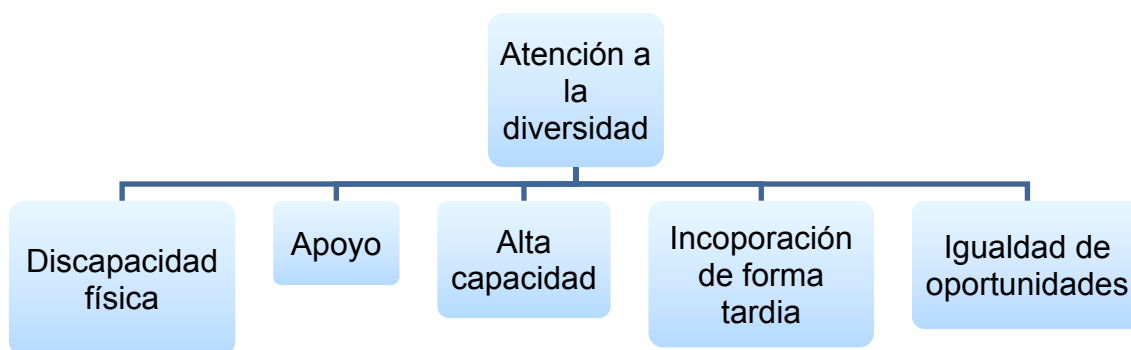 Atención a
la
diversidad
Discapacidad
física
Apoyo
Alta
capacidad
Incoporación
de forma
tardia
Igualdad de
oportunidades